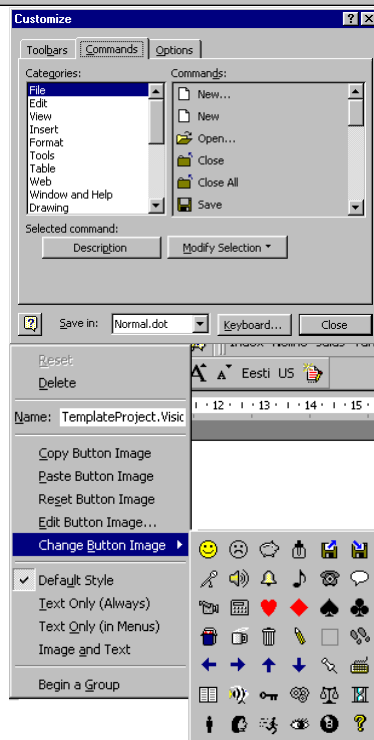 Customize
Toolbars Commands Options
Categories: Commands:
File
Edit
View
Insert
Format
Tools
Table
Web
Window and Help
Drawing
New...
New
Open...
Close
Close All
Save
Selected command:
Description Modify Selection
Save in: Normal.dot Keyboard... Close
Reset
Delete
Name: TemplateProject.Visic
Copy Button Image
Paste Button Image
Reset Button Image
Edit Button Image...
Change Button Image
Default Style
Text Only (Always)
Text Only (in Menus)
Image and Text
Begin a Group
A A Eesti US
12 · 13 · 14 · 15